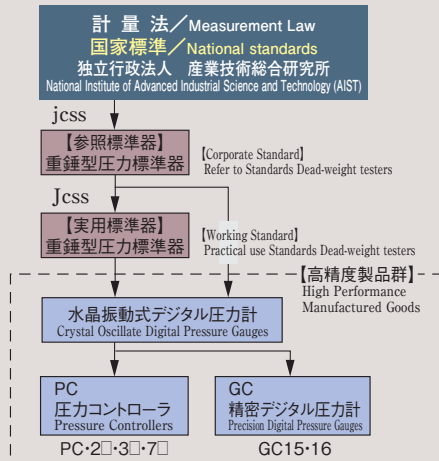 計量法／Measurement Law
国家標準／National standards
独立行政法人　産業技術総合研究所
National Institute of Advanced Industrial Science and Technology (AIST)
jcss
【参照標準器】
重錘型圧力標準器
【Corporate Standard】
Refer to Standards Dead-weight testers
Jcss
【実用標準器】
重錘型圧力標準器
【Working Standard】
Practical use Standards Dead-weight testers
【高精度製品群】
High Performance
Manufactured Goods
水晶振動式デジタル圧力計
Crystal Oscillate Digital Pressure Gauges
PC
圧力コントローラ
Pressure Controllers
PC・2□・3□・7□
GC
精密デジタル圧力計
Precision Digital Pressure Gauges
GC15・16